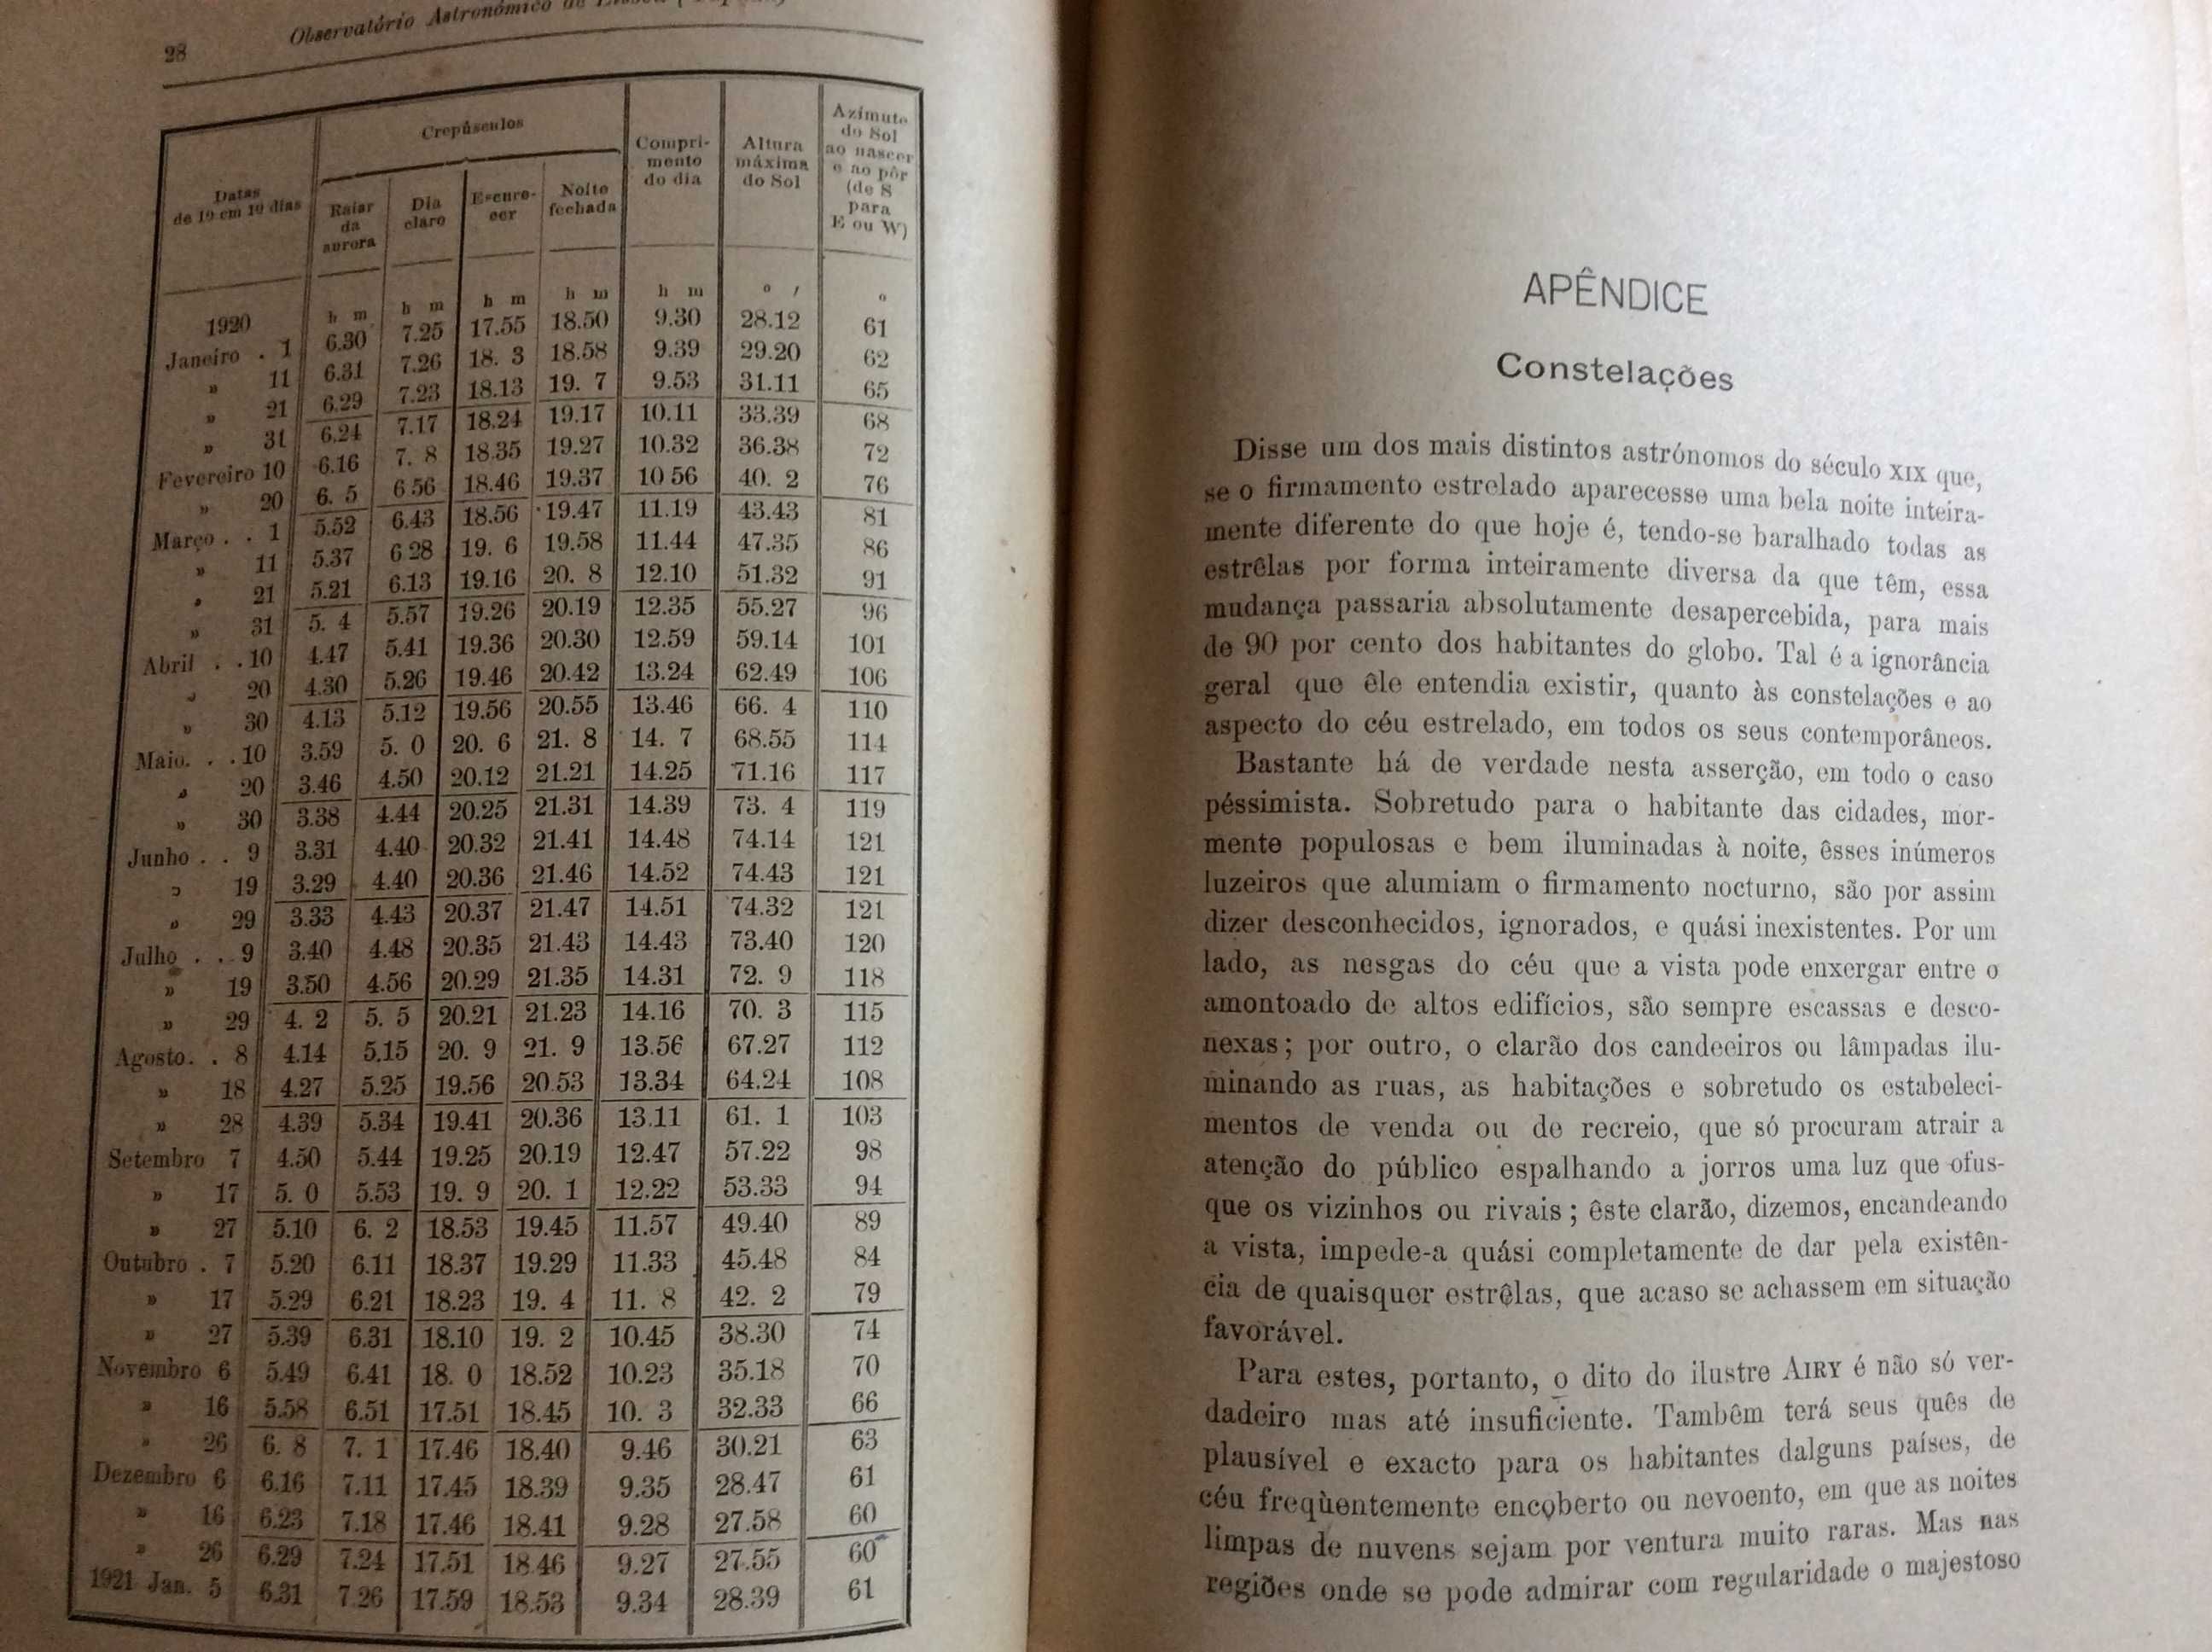 28 Observatório Astronómico de Lisboa
Datas de 10 em 10 dias | Crepúsculos | Comprimento do dia | Altura máxima do Sol | Azimute do Sol ao nascer e ao pôr (de S para E ou W)
Raiar da aurora | Dia claro | Escurecer | Noite fechada
1920 | h m | h m | h m | h m | h m | o ′ | o
Janeiro . 1 | 6.30 | 7.25 | 17.55 | 18.50 | 9.30 | 28.12 | 61
» 11 | 6.31 | 7.26 | 18. 3 | 18.58 | 9.39 | 29.20 | 62
» 21 | 6.29 | 7.23 | 18.13 | 19. 7 | 9.53 | 31.11 | 65
» 31 | 6.24 | 7.17 | 18.24 | 19.17 | 10.11 | 33.39 | 68
Fevereiro 10 | 6.16 | 7. 8 | 18.35 | 19.27 | 10.32 | 36.38 | 72
» 20 | 6. 5 | 6 56 | 18.46 | 19.37 | 10 56 | 40. 2 | 76
Março . . 1 | 5.52 | 6.43 | 18.56 | 19.47 | 11.19 | 43.43 | 81
» 11 | 5.37 | 6 28 | 19. 6 | 19.58 | 11.44 | 47.35 | 86
» 21 | 5.21 | 6.13 | 19.16 | 20. 8 | 12.10 | 51.32 | 91
» 31 | 5. 4 | 5.57 | 19.26 | 20.19 | 12.35 | 55.27 | 96
Abril . . 10 | 4.47 | 5.41 | 19.36 | 20.30 | 12.59 | 59.14 | 101
» 20 | 4.30 | 5.26 | 19.46 | 20.42 | 13.24 | 62.49 | 106
» 30 | 4.13 | 5.12 | 19.56 | 20.55 | 13.46 | 66. 4 | 110
Maio. . . 10 | 3.59 | 5. 0 | 20. 6 | 21. 8 | 14. 7 | 68.55 | 114
» 20 | 3.46 | 4.50 | 20.12 | 21.21 | 14.25 | 71.16 | 117
» 30 | 3.38 | 4.44 | 20.25 | 21.31 | 14.39 | 73. 4 | 119
Junho . . 9 | 3.31 | 4.40 | 20.32 | 21.41 | 14.48 | 74.14 | 121
» 19 | 3.29 | 4.40 | 20.36 | 21.46 | 14.52 | 74.43 | 121
» 29 | 3.33 | 4.43 | 20.37 | 21.47 | 14.51 | 74.32 | 121
Julho . . 9 | 3.40 | 4.48 | 20.35 | 21.43 | 14.43 | 73.40 | 120
» 19 | 3.50 | 4.56 | 20.29 | 21.35 | 14.31 | 72. 9 | 118
» 29 | 4. 2 | 5. 5 | 20.21 | 21.23 | 14.16 | 70. 3 | 115
Agosto. . 8 | 4.14 | 5.15 | 20. 9 | 21. 9 | 13.56 | 67.27 | 112
» 18 | 4.27 | 5.25 | 19.56 | 20.53 | 13.34 | 64.24 | 108
» 28 | 4.39 | 5.34 | 19.41 | 20.36 | 13.11 | 61. 1 | 103
Setembro 7 | 4.50 | 5.44 | 19.25 | 20.19 | 12.47 | 57.22 | 98
» 17 | 5. 0 | 5.53 | 19. 9 | 20. 1 | 12.22 | 53.33 | 94
» 27 | 5.10 | 6. 2 | 18.53 | 19.45 | 11.57 | 49.40 | 89
Outubro . 7 | 5.20 | 6.11 | 18.37 | 19.29 | 11.33 | 45.48 | 84
» 17 | 5.29 | 6.21 | 18.23 | 19. 4 | 11. 8 | 42. 2 | 79
» 27 | 5.39 | 6.31 | 18.10 | 19. 2 | 10.45 | 38.30 | 74
Novembro 6 | 5.49 | 6.41 | 18. 0 | 18.52 | 10.23 | 35.18 | 70
» 16 | 5.58 | 6.51 | 17.51 | 18.45 | 10. 3 | 32.33 | 66
» 26 | 6. 8 | 7. 1 | 17.46 | 18.40 | 9.46 | 30.21 | 63
Dezembro 6 | 6.16 | 7.11 | 17.45 | 18.39 | 9.35 | 28.47 | 61
» 16 | 6.23 | 7.18 | 17.46 | 18.41 | 9.28 | 27.58 | 60
» 26 | 6.29 | 7.24 | 17.51 | 18.46 | 9.27 | 27.55 | 60
1921 Jan. 5 | 6.31 | 7.26 | 17.59 | 18.53 | 9.34 | 28.39 | 61
APÊNDICE
Constelações
Disse um dos mais distintos astrónomos do século XIX que,
se o firmamento estrelado aparecesse uma bela noite inteira-
mente diferente do que hoje é, tendo-se baralhado todas as
estrêlas por forma inteiramente diversa da que têm, essa
mudança passaria absolutamente desapercebida, para mais
de 90 por cento dos habitantes do globo. Tal é a ignorância
geral que êle entendia existir, quanto às constelações e ao
aspecto do céu estrelado, em todos os seus contemporâneos.
Bastante há de verdade nesta asserção, em todo o caso
péssimista. Sobretudo para o habitante das cidades, mor-
mente populosas e bem iluminadas à noite, êsses inúmeros
luzeiros que alumiam o firmamento nocturno, são por assim
dizer desconhecidos, ignorados, e quási inexistentes. Por um
lado, as nesgas do céu que a vista pode enxergar entre o
amontoado de altos edifícios, são sempre escassas e desco-
nexas; por outro, o clarão dos candeeiros ou lâmpadas ilu-
minando as ruas, as habitações e sobretudo os estabeleci-
mentos de venda ou de recreio, que só procuram atrair a
atenção do público espalhando a jorros uma luz que ofus-
que os vizinhos ou rivais; êste clarão, dizemos, encandeando
a vista, impede-a quási completamente de dar pela existên-
cia de quaisquer estrêlas, que acaso se achassem em situação
favorável.
Para estes, portanto, o dito do ilustre AIRY é não só ver-
dadeiro mas até insuficiente. Tambêm terá seus quês de
plausível e exacto para os habitantes dalguns países, de
céu freqùentemente encoberto ou nevoento, em que as noites
limpas de nuvens sejam por ventura muito raras. Mas nas
regiões onde se pode admirar com regularidade o majestoso